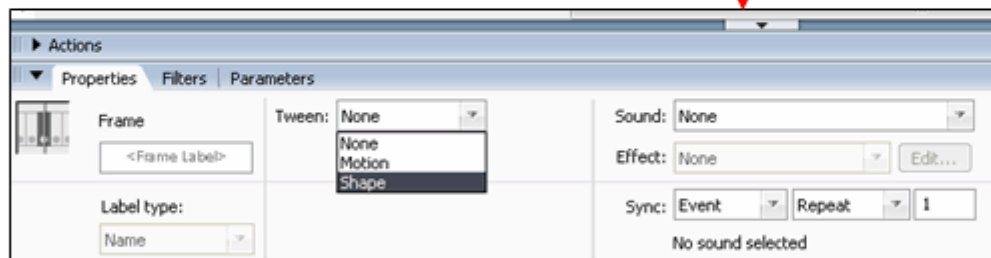 Actions
Properties Filters Parameters
Frame Tween: None Sound: None
<Frame Label> None Effect: None Edit...
Motion
Shape
Label type: Sync: Event Repeat 1
Name No sound selected